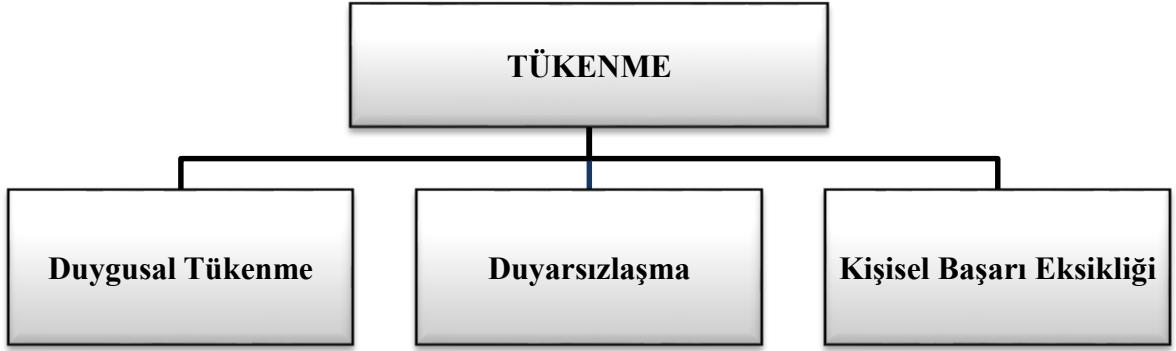 TÜKENME
Duygusal Tükenme
Duyarsızlaşma
Kişisel Başarı Eksikliği